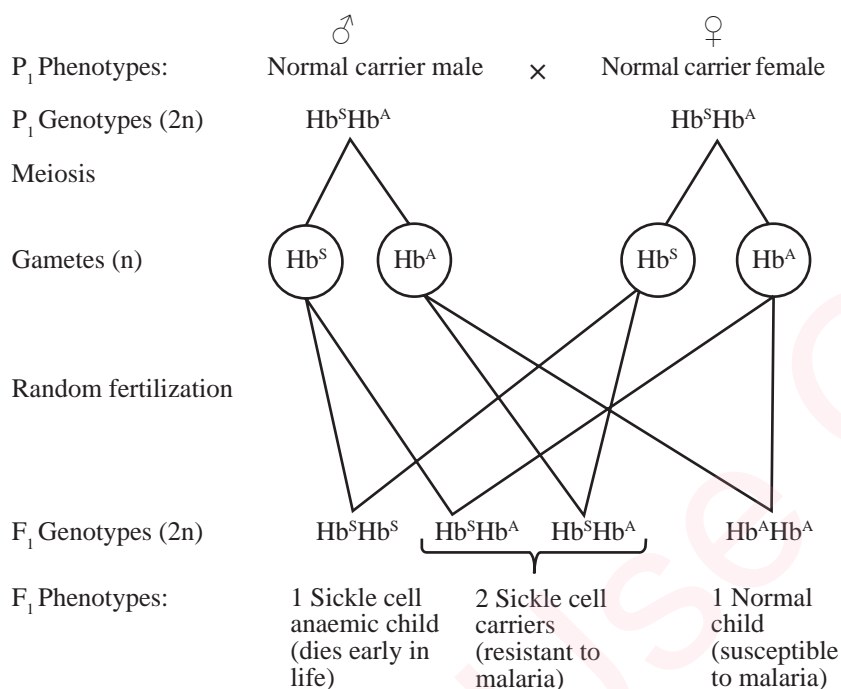 ♂ ♀
P₁ Phenotypes: Normal carrier male × Normal carrier female
P₁ Genotypes (2n) HbˢHbᴬ HbˢHbᴬ
Meiosis
Gametes (n) Hbˢ Hbᴬ Hbˢ Hbᴬ
Random fertilization
F₁ Genotypes (2n) HbˢHbˢ HbˢHbᴬ HbˢHbᴬ HbᴬHbᴬ
F₁ Phenotypes: 1 Sickle cell 2 Sickle cell 1 Normal
anaemic child carriers child
(dies early in (resistant to (susceptible
life) malaria) to malaria)